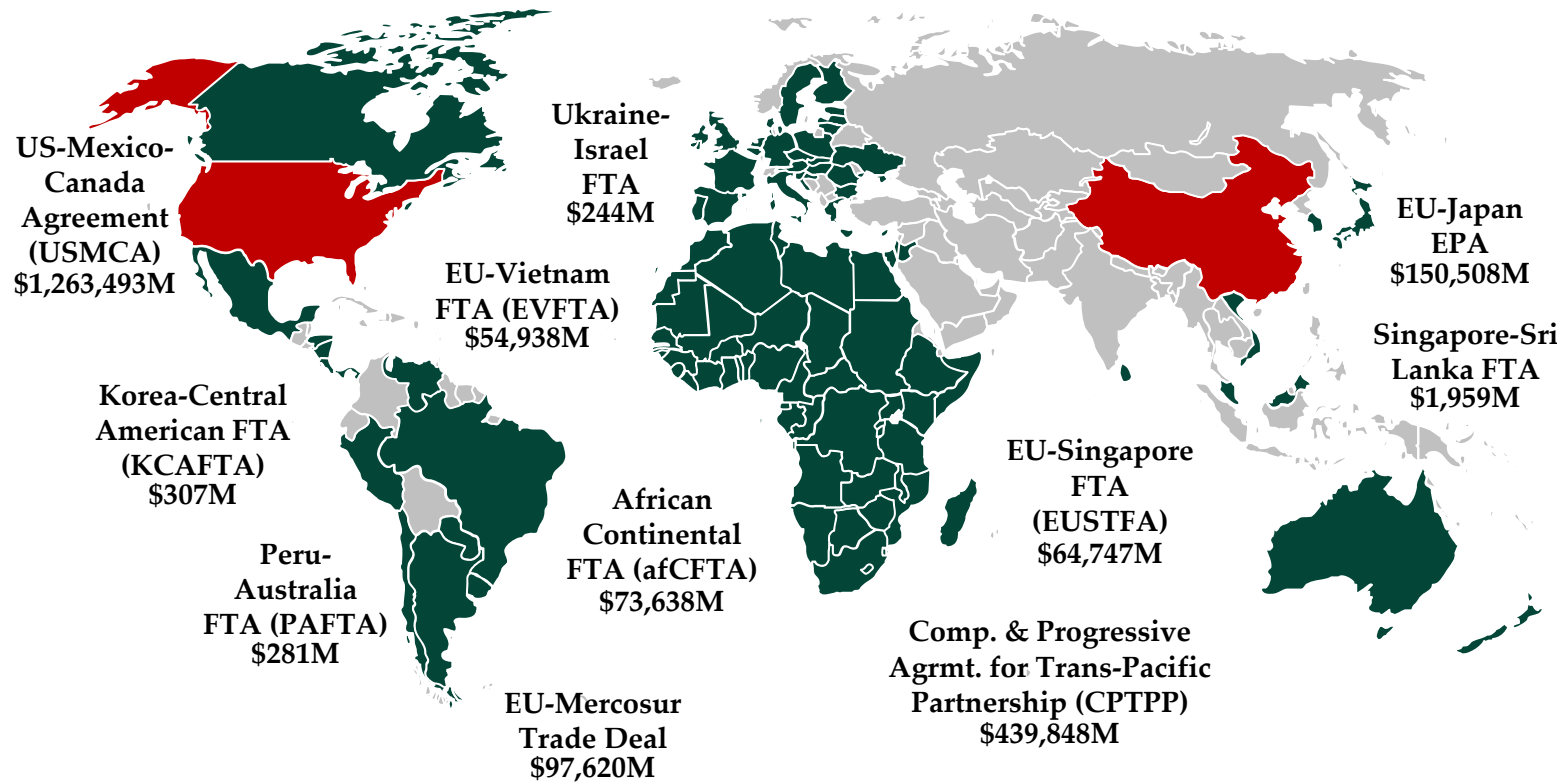 US-Mexico-
Canada
Agreement
(USMCA)
$1,263,493M
Ukraine-
Israel
FTA
$244M
EU-Vietnam
FTA (EVFTA)
$54,938M
EU-Japan
EPA
$150,508M
Singapore-Sri
Lanka FTA
$1,959M
Korea-Central
American FTA
(KCAFTA)
$307M
EU-Singapore
FTA
(EUSTFA)
$64,747M
African
Continental
FTA (afCFTA)
$73,638M
Peru-
Australia
FTA (PAFTA)
$281M
Comp. & Progressive
Agrmt. for Trans-Pacific
Partnership (CPTPP)
$439,848M
EU-Mercosur
Trade Deal
$97,620M